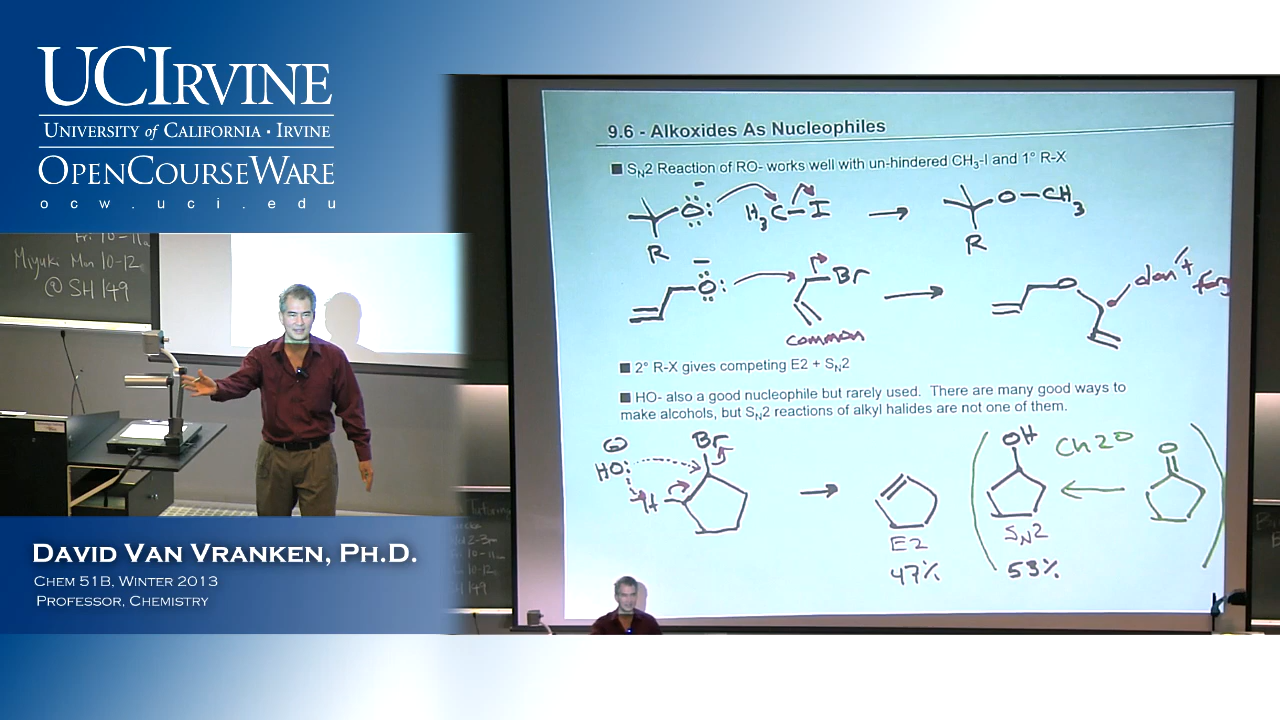 UCIRVINE
UNIVERSITY of CALIFORNIA · IRVINE
OPENCOURSEWARE
ocw.uci.edu
Fri 10-11
Miyuki Mon 10-12
@ SH 149
DAVID VAN VRANKEN, PH.D.
CHEM 51B, WINTER 2013
PROFESSOR, CHEMISTRY
9.6 - Alkoxides As Nucleophiles
■ SN2 Reaction of RO- works well with un-hindered CH3-I and 1° R-X
O: H3C-I → O-CH3
R R
O: Br → O don't
common
■ 2° R-X gives competing E2 + SN2
■ HO- also a good nucleophile but rarely used. There are many good ways to
make alcohols, but SN2 reactions of alkyl halides are not one of them.
HO: Br OH Ch 20 O
H → ←
E2 SN2
47% 53%